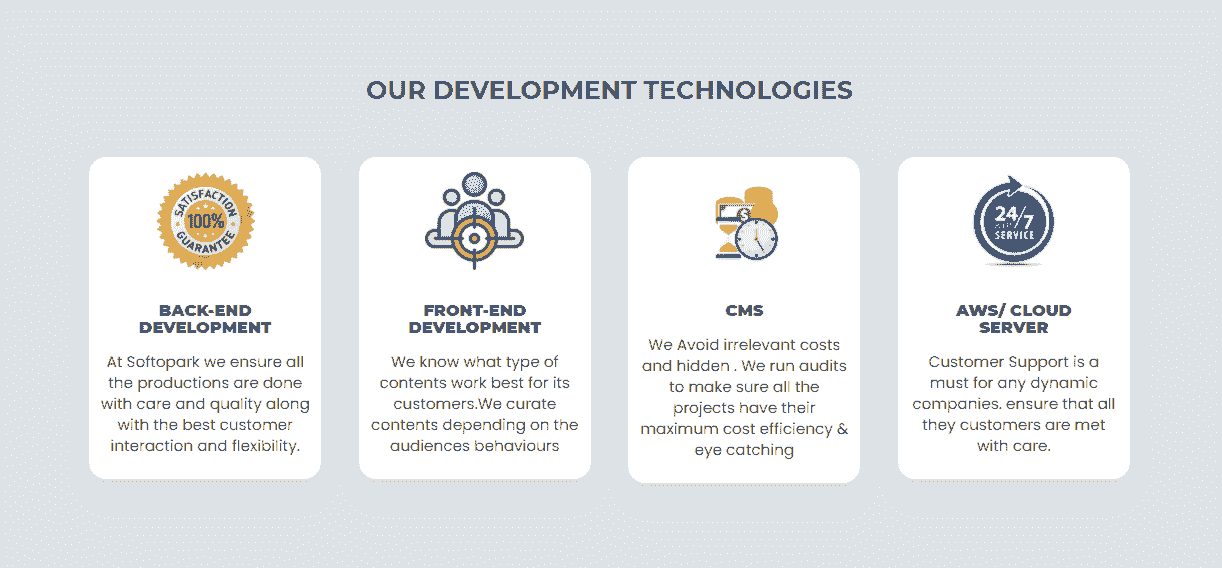 OUR DEVELOPMENT TECHNOLOGIES
SATISFACTION
100%
GUARANTEE
BACK-END
DEVELOPMENT
At Softopark we ensure all
the productions are done
with care and quality along
with the best customer
interaction and flexibility.
FRONT-END
DEVELOPMENT
We know what type of
contents work best for its
customers.We curate
contents depending on the
audiences behaviours
$
CMS
We Avoid irrelevant costs
and hidden . We run audits
to make sure all the
projects have their
maximum cost efficiency &
eye catching
24/7
SERVICE
AWS/ CLOUD
SERVER
Customer Support is a
must for any dynamic
companies. ensure that all
they customers are met
with care.